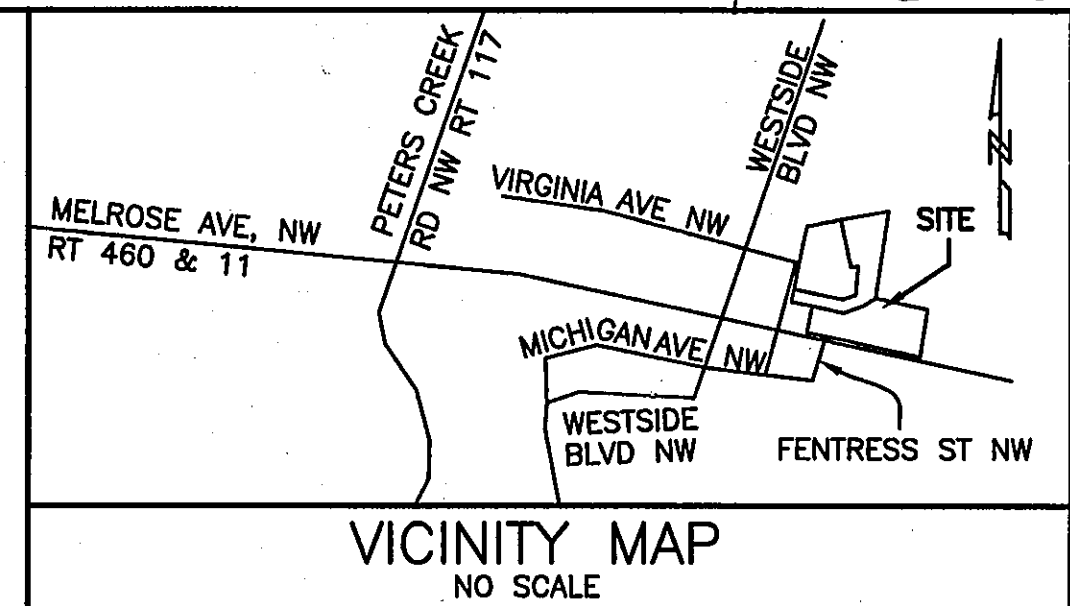 PETERS CREEK
RD NW RT 117
WESTSIDE
BLVD NW
VIRGINIA AVE NW
MELROSE AVE, NW
RT 460 & 11
SITE
N
MICHIGAN AVE NW
WESTSIDE
BLVD NW
FENTRESS ST NW
VICINITY MAP
NO SCALE